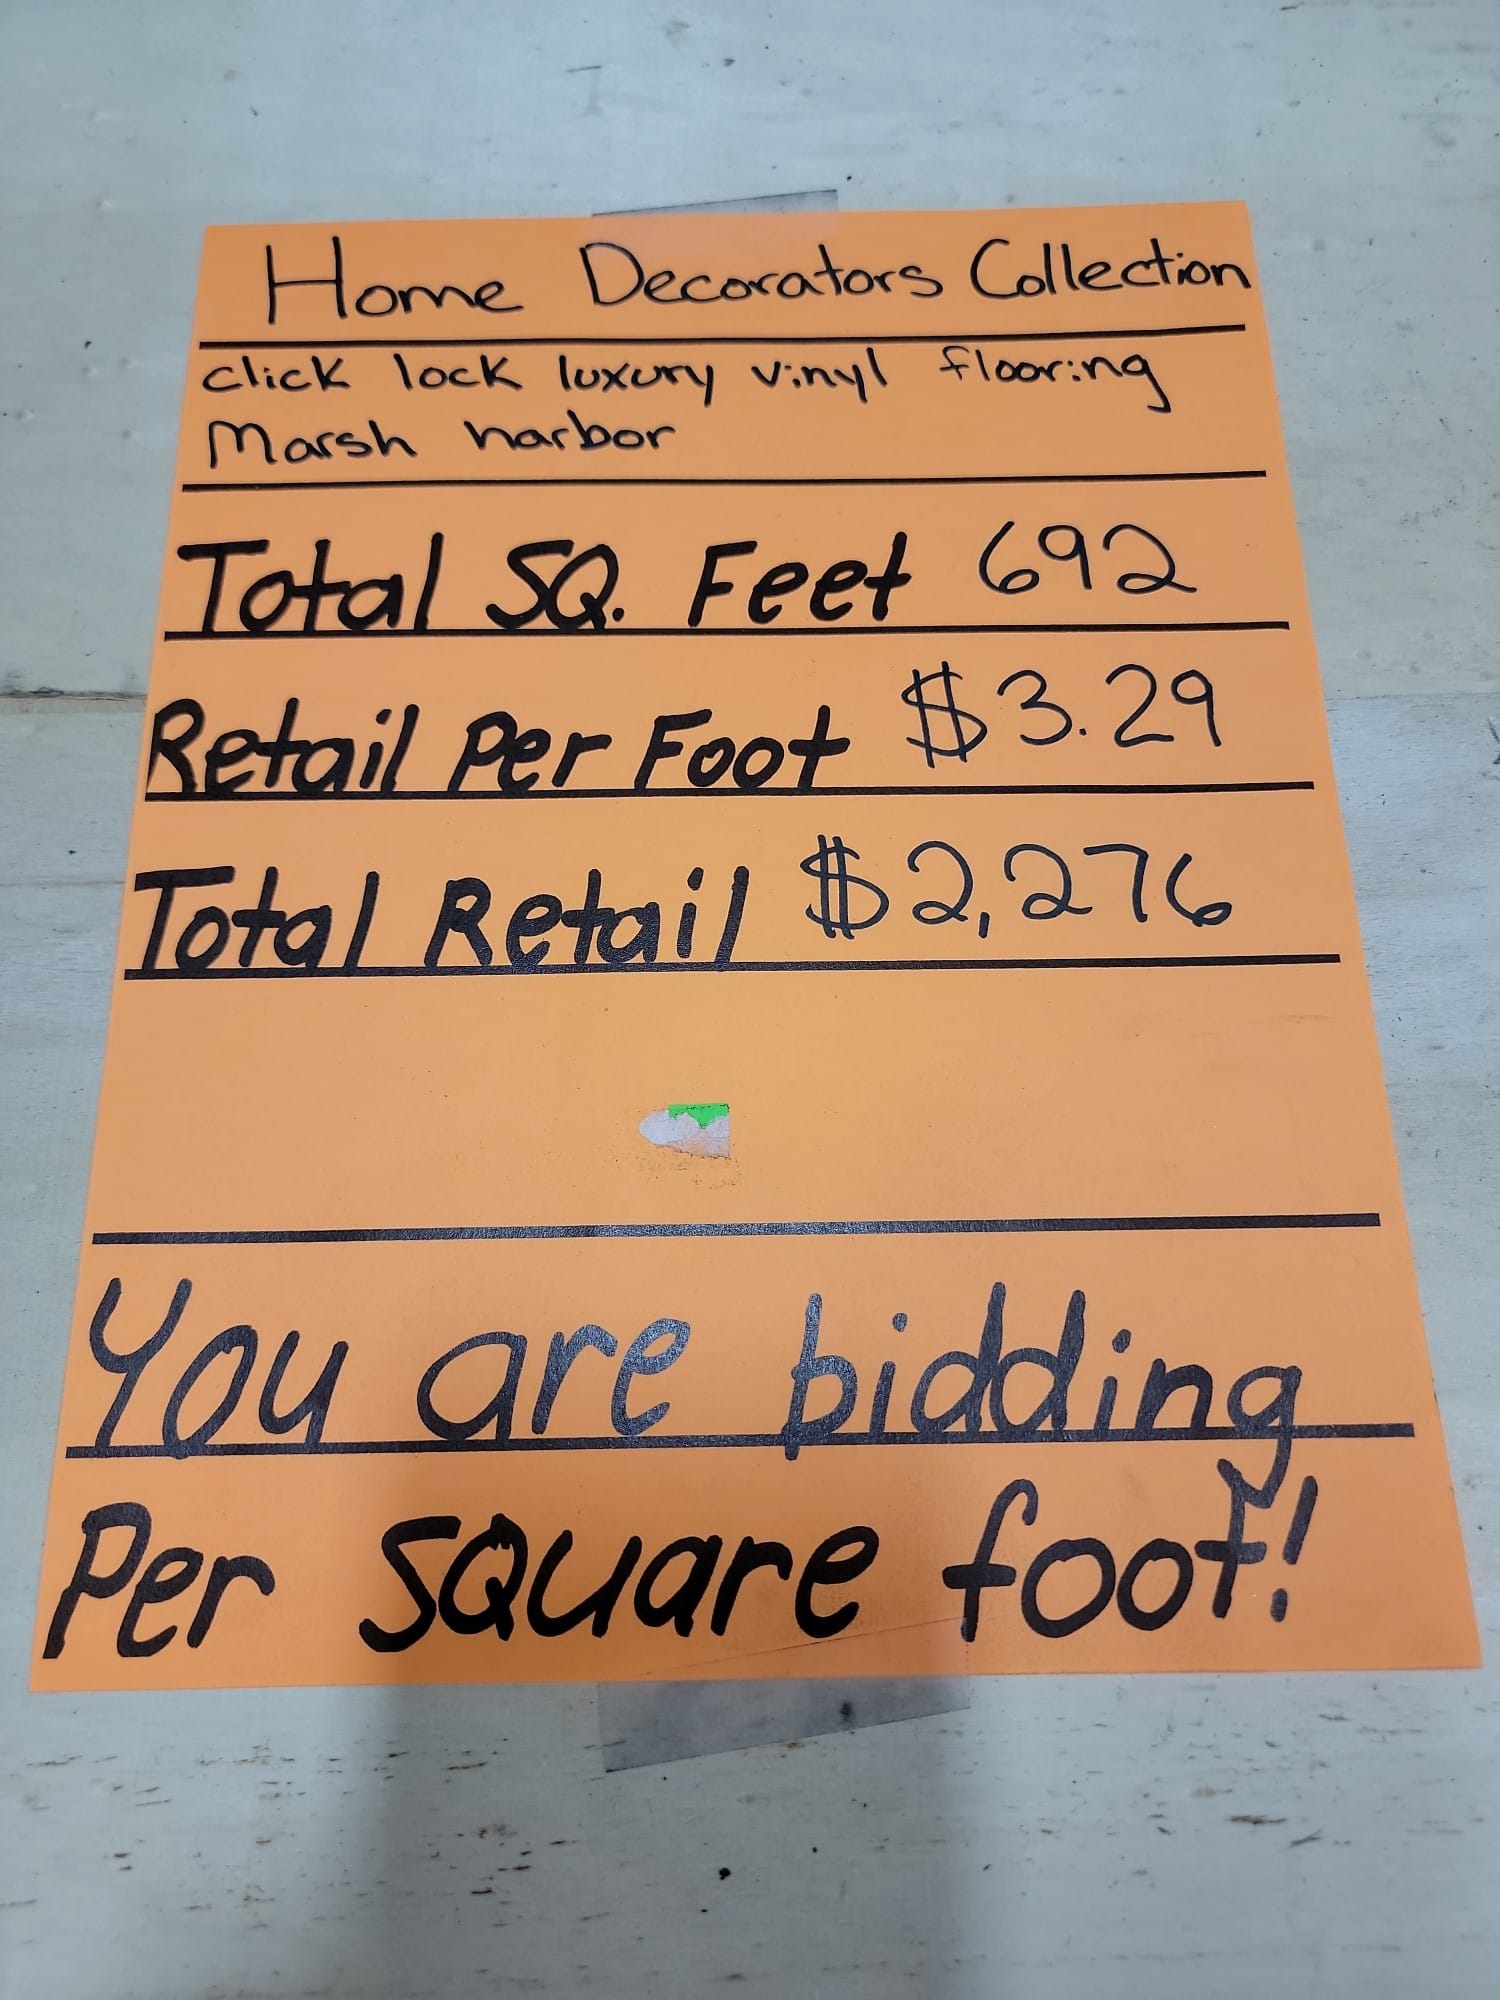 Home Decorators Collection
click lock luxury vinyl flooring
Marsh harbor
Total SQ. Feet 692
Retail Per Foot $3.29
Total Retail $2,276
You are bidding
Per square foot!